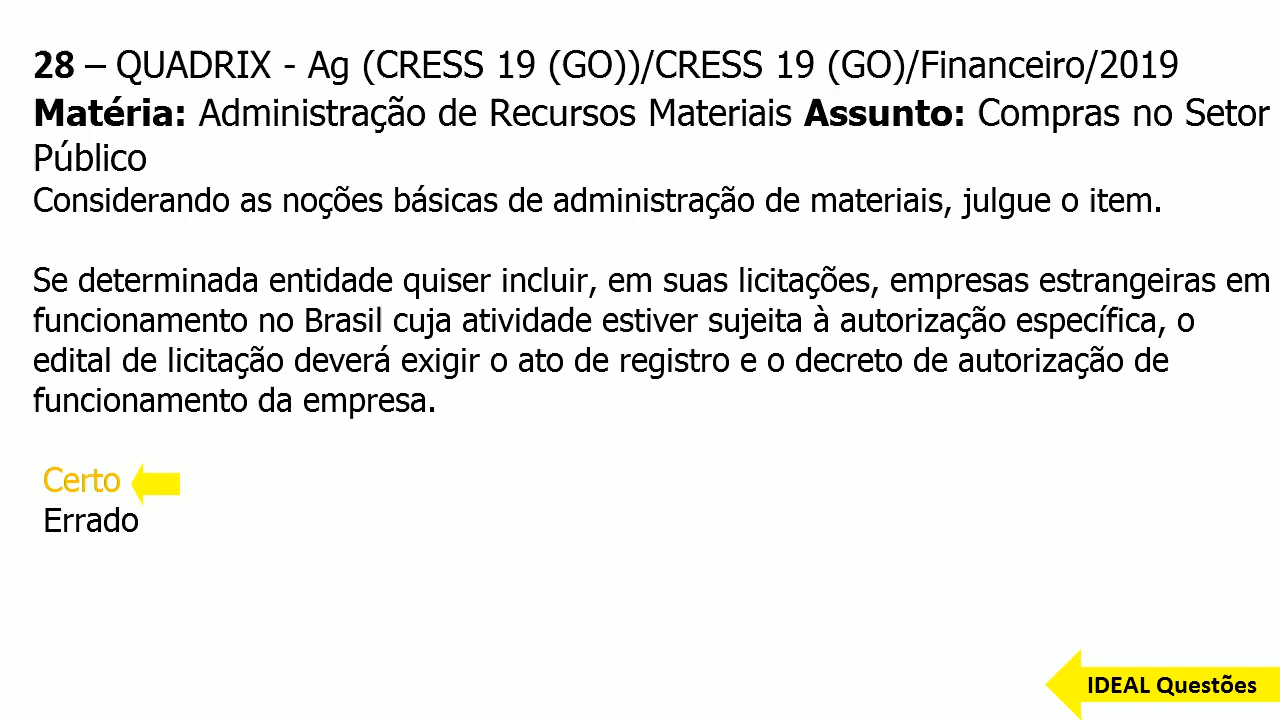 28 – QUADRIX - Ag (CRESS 19 (GO))/CRESS 19 (GO)/Financeiro/2019
Matéria: Administração de Recursos Materiais Assunto: Compras no Setor
Público
Considerando as noções básicas de administração de materiais, julgue o item.
Se determinada entidade quiser incluir, em suas licitações, empresas estrangeiras em
funcionamento no Brasil cuja atividade estiver sujeita à autorização específica, o
edital de licitação deverá exigir o ato de registro e o decreto de autorização de
funcionamento da empresa.
Certo
Errado
IDEAL Questões